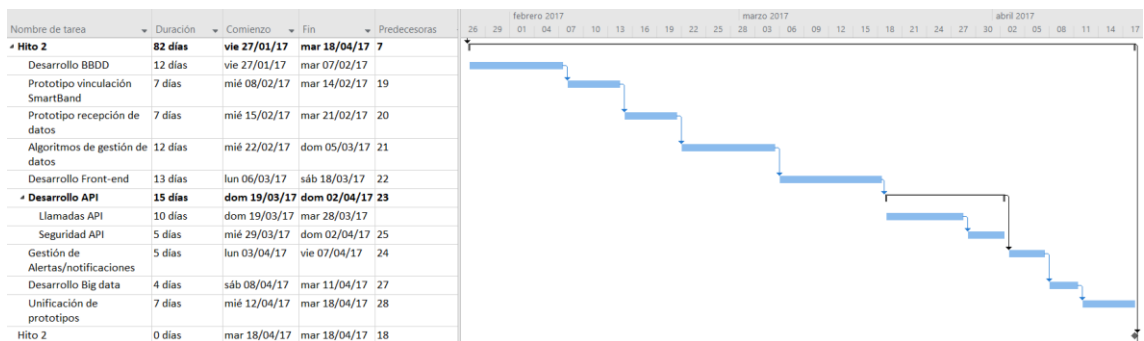 febrero 2017 marzo 2017 abril 2017
Nombre de tarea Duración Comienzo Fin Predecesoras 26 29 01 04 07 10 13 16 19 22 25 28 03 06 09 12 15 18 21 24 27 30 02 05 08 11 14 17
Hito 2 82 días vie 27/01/17 mar 18/04/17 7
Desarrollo BBDD 12 días vie 27/01/17 mar 07/02/17
Prototipo vinculación 7 días mié 08/02/17 mar 14/02/17 19
SmartBand
Prototipo recepción de 7 días mié 15/02/17 mar 21/02/17 20
datos
Algoritmos de gestión de 12 días mié 22/02/17 dom 05/03/17 21
datos
Desarrollo Front-end 13 días lun 06/03/17 sáb 18/03/17 22
Desarrollo API 15 días dom 19/03/17 dom 02/04/17 23
Llamadas API 10 días dom 19/03/17 mar 28/03/17
Seguridad API 5 días mié 29/03/17 dom 02/04/17 25
Gestión de 5 días lun 03/04/17 vie 07/04/17 24
Alertas/notificaciones
Desarrollo Big data 4 días sáb 08/04/17 mar 11/04/17 27
Unificación de 7 días mié 12/04/17 mar 18/04/17 28
prototipos
Hito 2 0 días mar 18/04/17 mar 18/04/17 18